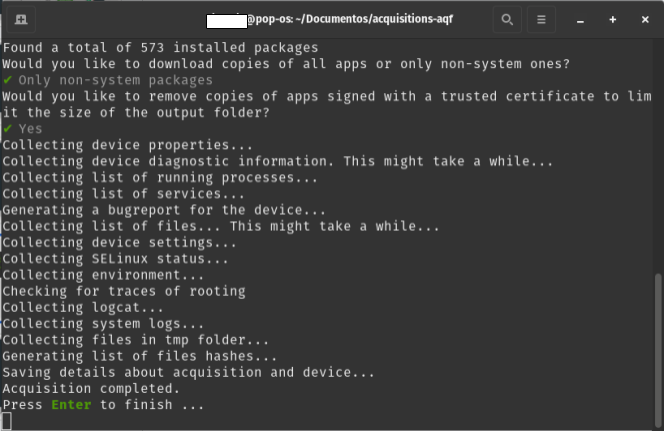 @pop-os: ~/Documentos/acquisitions-aqf
Found a total of 573 installed packages
Would you like to download copies of all apps or only non-system ones?
✔ Only non-system packages
Would you like to remove copies of apps signed with a trusted certificate to lim
it the size of the output folder?
✔ Yes
Collecting device properties...
Collecting device diagnostic information. This might take a while...
Collecting list of running processes...
Collecting list of services...
Generating a bugreport for the device...
Collecting list of files... This might take a while...
Collecting device settings...
Collecting SELinux status...
Collecting environment...
Checking for traces of rooting
Collecting logcat...
Collecting system logs...
Collecting files in tmp folder...
Generating list of files hashes...
Saving details about acquisition and device...
Acquisition completed.
Press Enter to finish ...